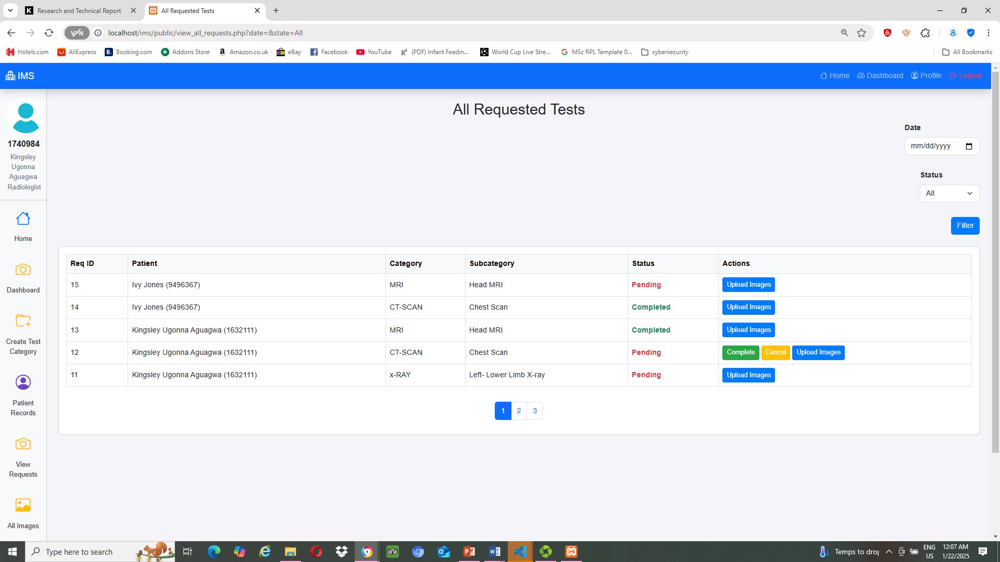 Research and Technical Report
All Requested Tests
localhost/ims/public/view_all_requests.php?date=&state=All
Hotels.com
AliExpress
Booking.com
Addons Store
Amazon.co.uk
eBay
Facebook
YouTube
(PDF) Infant Feedin...
World Cup Live Stre...
MSc RPL Template 0...
cybersecurity
All Bookmarks
IMS
Home
Dashboard
Profile
Logout
1740984
Kingsley
Ugonna
Aguagwa
Radiologist
Home
Dashboard
Create Test
Category
Patient
Records
View
Requests
All Images
All Requested Tests
Date
mm/dd/yyyy
Status
All
Filter
Req ID Patient Category Subcategory Status Actions
15 Ivy Jones (9496367) MRI Head MRI Pending Upload Images
14 Ivy Jones (9496367) CT-SCAN Chest Scan Completed Upload Images
13 Kingsley Ugonna Aguagwa (1632111) MRI Head MRI Completed Upload Images
12 Kingsley Ugonna Aguagwa (1632111) CT-SCAN Chest Scan Pending Complete Cancel Upload Images
11 Kingsley Ugonna Aguagwa (1632111) x-RAY Left- Lower Limb X-ray Pending Upload Images
1 2 3
Type here to search
Temps to drop
ENG
US
12:07 AM
1/22/2025